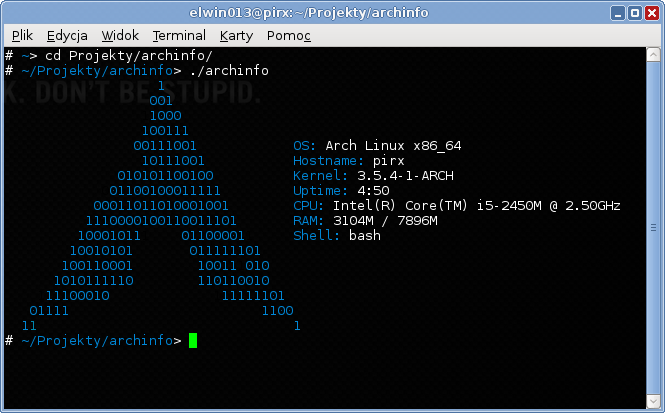 elwin013@pirx:~/Projekty/archinfo
Plik Edycja Widok Terminal Karty Pomoc
# ~> cd Projekty/archinfo/
# ~/Projekty/archinfo> ./archinfo
1
K. DON'T BE STUPID.
001
1000
100111
00111001 OS: Arch Linux x86_64
10111001 Hostname: pirx
010101100100 Kernel: 3.5.4-1-ARCH
01100100011111 Uptime: 4:50
00011011010001001 CPU: Intel(R) Core(TM) i5-2450M @ 2.50GHz
1110000100110011101 RAM: 3104M / 7896M
10001011 01100001 Shell: bash
10010101 011111101
100110001 10011 010
1010111110 110110010
11100010 11111101
01111 1100
11 1
# ~/Projekty/archinfo>